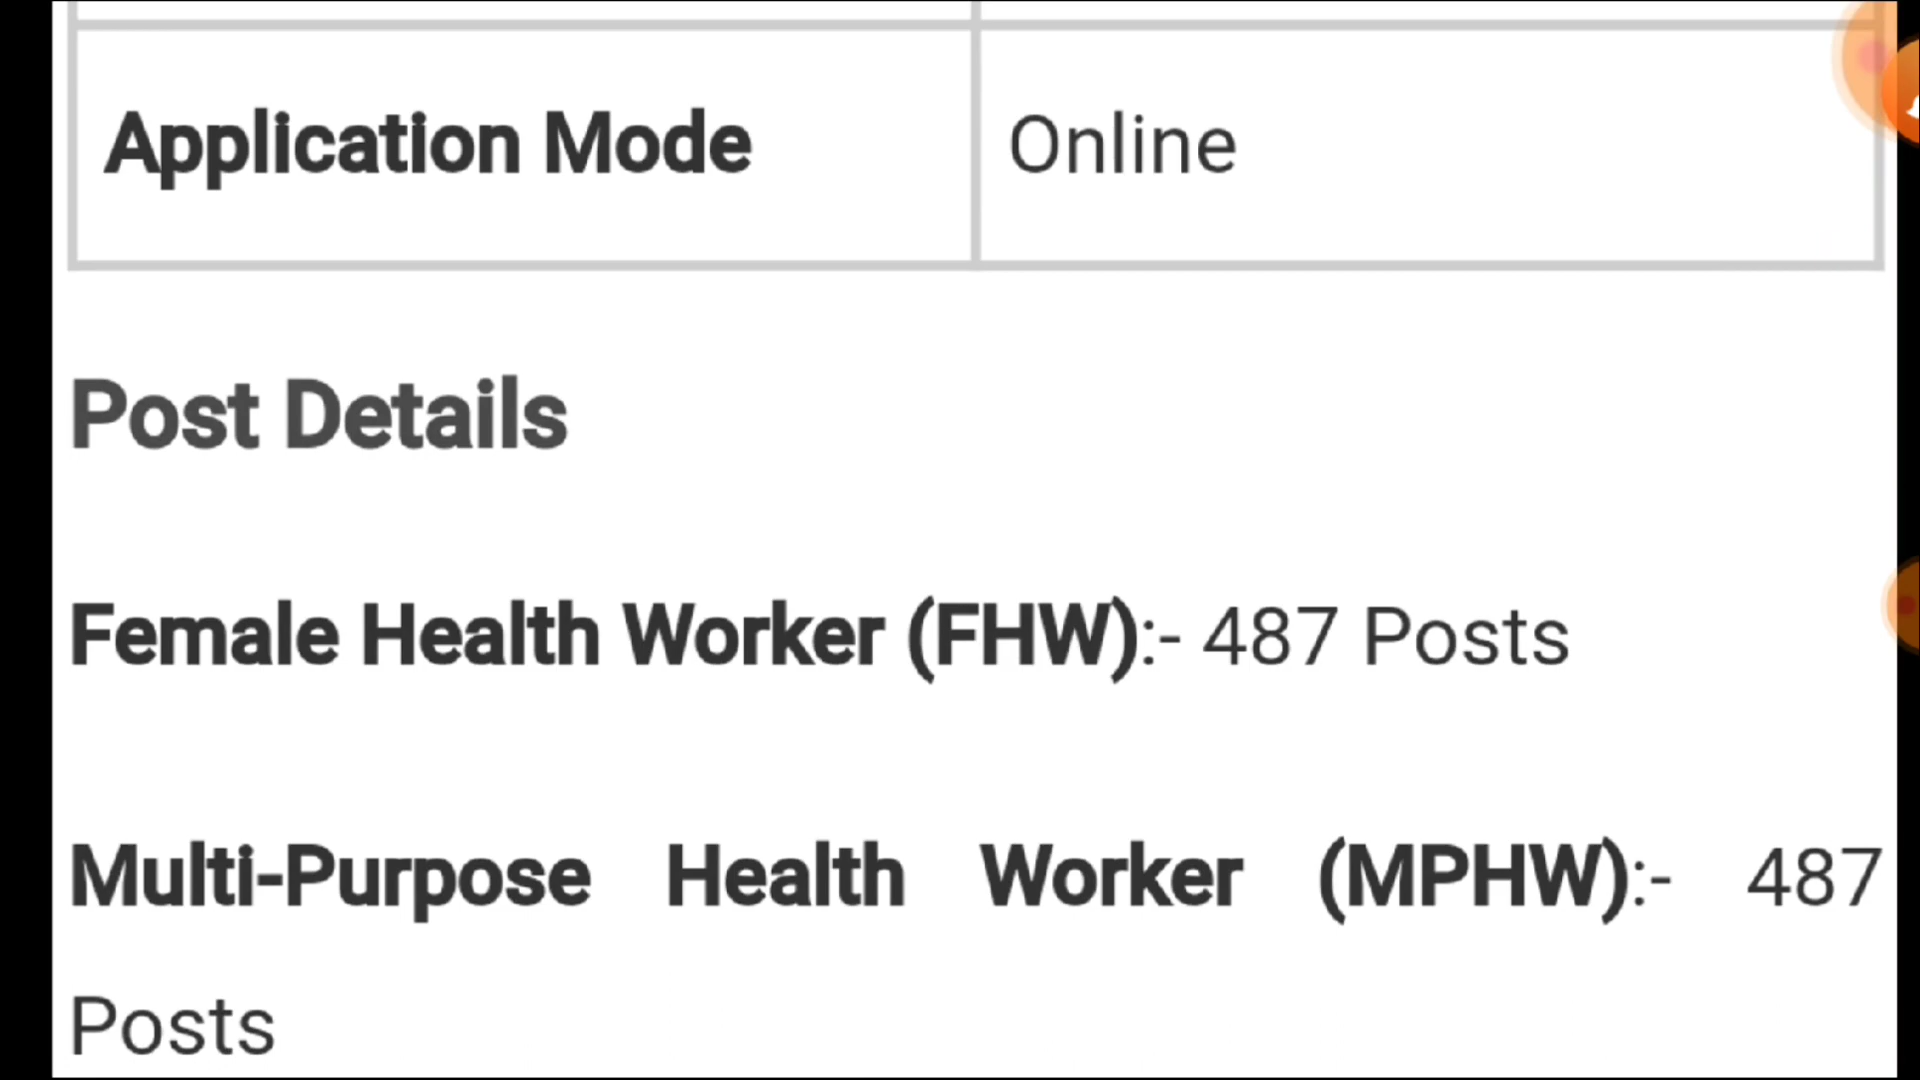 Application Mode Online
Post Details
Female Health Worker (FHW):- 487 Posts
Multi-Purpose Health Worker (MPHW):- 487
Posts